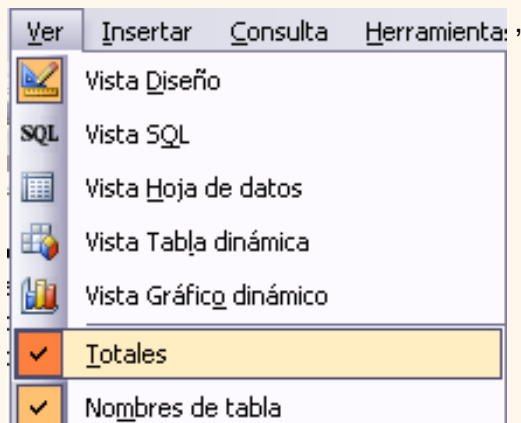 Ver Insertar Consulta Herramientas,
Vista Diseño
SQL Vista SQL
Vista Hoja de datos
Vista Tabla dinámica
Vista Gráfico dinámico
Totales
Nombres de tabla